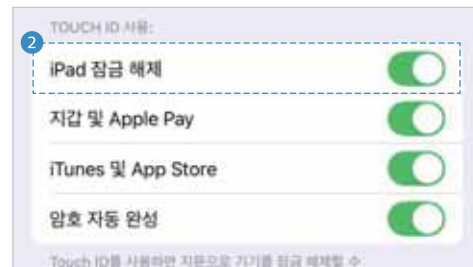 TOUCH ID 사용:
2
iPad 잠금 해제
지갑 및 Apple Pay
iTunes 및 App Store
암호 자동 완성
Touch ID를 사용하면 지문으로 기기를 잠금 해제할 수